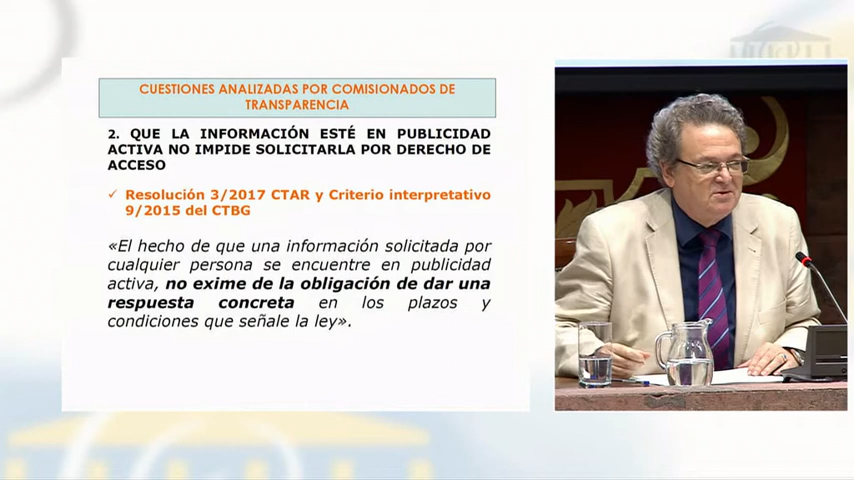 CUESTIONES ANALIZADAS POR COMISIONADOS DE
TRANSPARENCIA
2. QUE LA INFORMACIÓN ESTÉ EN PUBLICIDAD
ACTIVA NO IMPIDE SOLICITARLA POR DERECHO DE
ACCESO
✓ Resolución 3/2017 CTAR y Criterio interpretativo
9/2015 del CTBG
«El hecho de que una información solicitada por
cualquier persona se encuentre en publicidad
activa, no exime de la obligación de dar una
respuesta concreta en los plazos y
condiciones que señale la ley».